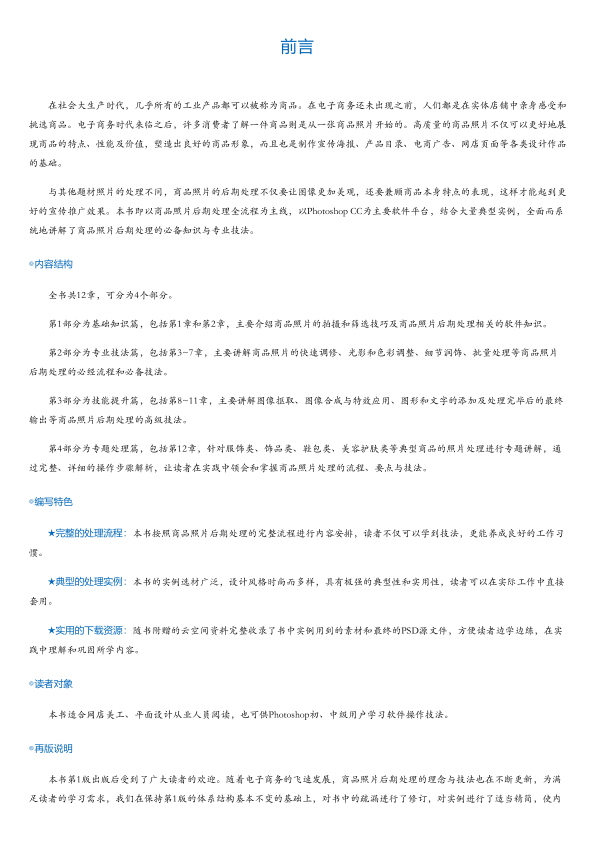 前言
在社会大生产时代，几乎所有的工业产品都可以被称为商品。在电子商务还未出现之前，人们都是在实体店铺中亲身感受和
挑选商品。电子商务时代来临之后，许多消费者了解一件商品则是从一张商品照片开始的。高质量的商品照片不仅可以更好地展
现商品的特点、性能及价值，塑造出良好的商品形象，而且也是制作宣传海报、产品目录、电商广告、网店页面等各类设计作品
的基础。
与其他题材照片的处理不同，商品照片的后期处理不仅要让图像更加美观，还要兼顾商品本身特点的表现，这样才能起到更
好的宣传推广效果。本书即以商品照片后期处理全流程为主线，以Photoshop CC为主要软件平台，结合大量典型实例，全面而系
统地讲解了商品照片后期处理的必备知识与专业技法。
●内容结构
全书共12章，可分为4个部分。
第1部分为基础知识篇，包括第1章和第2章，主要介绍商品照片的拍摄和筛选技巧及商品照片后期处理相关的软件知识。
第2部分为专业技法篇，包括第3~7章，主要讲解商品照片的快速调修、光影和色彩调整、细节润饰、批量处理等商品照片
后期处理的必经流程和必备技法。
第3部分为技能提升篇，包括第8~11章，主要讲解图像抠取、图像合成与特效应用、图形和文字的添加及处理完毕后的最终
输出等商品照片后期处理的高级技法。
第4部分为专题处理篇，包括第12章，针对服饰类、饰品类、鞋包类、美容护肤类等典型商品的照片处理进行专题讲解，通
过完整、详细的操作步骤解析，让读者在实践中领会和掌握商品照片处理的流程、要点与技法。
●编写特色
★完整的处理流程：本书按照商品照片后期处理的完整流程进行内容安排，读者不仅可以学到技法，更能养成良好的工作习
惯。
★典型的处理实例：本书的实例选材广泛，设计风格时尚而多样，具有极强的典型性和实用性，读者可以在实际工作中直接
套用。
★实用的下载资源：随书附赠的云空间资料完整收录了书中实例用到的素材和最终的PSD源文件，方便读者边学边练，在实
践中理解和巩固所学内容。
●读者对象
本书适合网店美工、平面设计从业人员阅读，也可供Photoshop初、中级用户学习软件操作技法。
●再版说明
本书第1版出版后受到了广大读者的欢迎。随着电子商务的飞速发展，商品照片后期处理的理念与技法也在不断更新，为满
足读者的学习需求，我们在保持第1版的体系结构基本不变的基础上，对书中的疏漏进行了修订，对实例进行了适当精简，使内